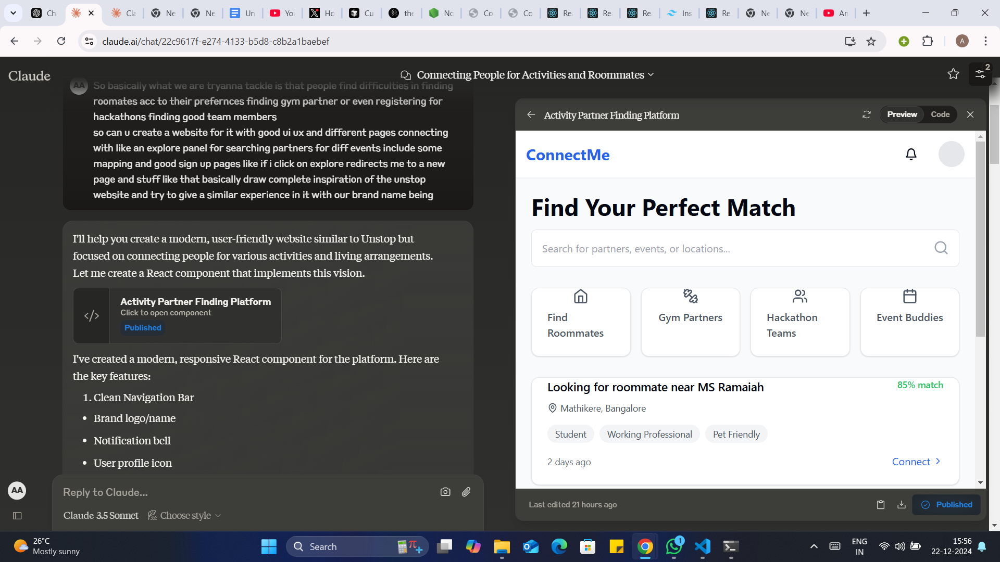 Ch
Cla
Ne
Ne
Un
You
Ho
Cu
the
No
Co
Co
Re
Re
Re
Ins
Re
Ne
Ne
An
claude.ai/chat/22c9617f-e274-4133-b5d8-c8b2a1baebef
A
Claude
Connecting People for Activities and Roommates
2
AA
So basically what we are tryanna tackle is that people find difficulties in finding
roomates acc to their prefernces finding gym partner or even registering for
hackathons finding good team members
so can u create a website for it with good ui ux and different pages connecting
with like an explore panel for searching partners for diff events include some
mapping and good sign up pages like if i click on explore redirects me to a new
page and stuff like that basically draw complete inspiration of the unstop
website and try to give a similar experience in it with our brand name being
I'll help you create a modern, user-friendly website similar to Unstop but
focused on connecting people for various activities and living arrangements.
Let me create a React component that implements this vision.
</>
Activity Partner Finding Platform
Click to open component
Published
I've created a modern, responsive React component for the platform. Here are
the key features:
1. Clean Navigation Bar
• Brand logo/name
• Notification bell
• User profile icon
AA
Reply to Claude...
Claude 3.5 Sonnet
Choose style
Activity Partner Finding Platform
Preview
Code
ConnectMe
Find Your Perfect Match
Search for partners, events, or locations...
Find
Roommates
Gym Partners
Hackathon
Teams
Event Buddies
Looking for roommate near MS Ramaiah
85% match
Mathikere, Bangalore
Student
Working Professional
Pet Friendly
2 days ago
Connect
Last edited 21 hours ago
Published
26°C
Mostly sunny
Search
1
ENG
IN
15:56
22-12-2024